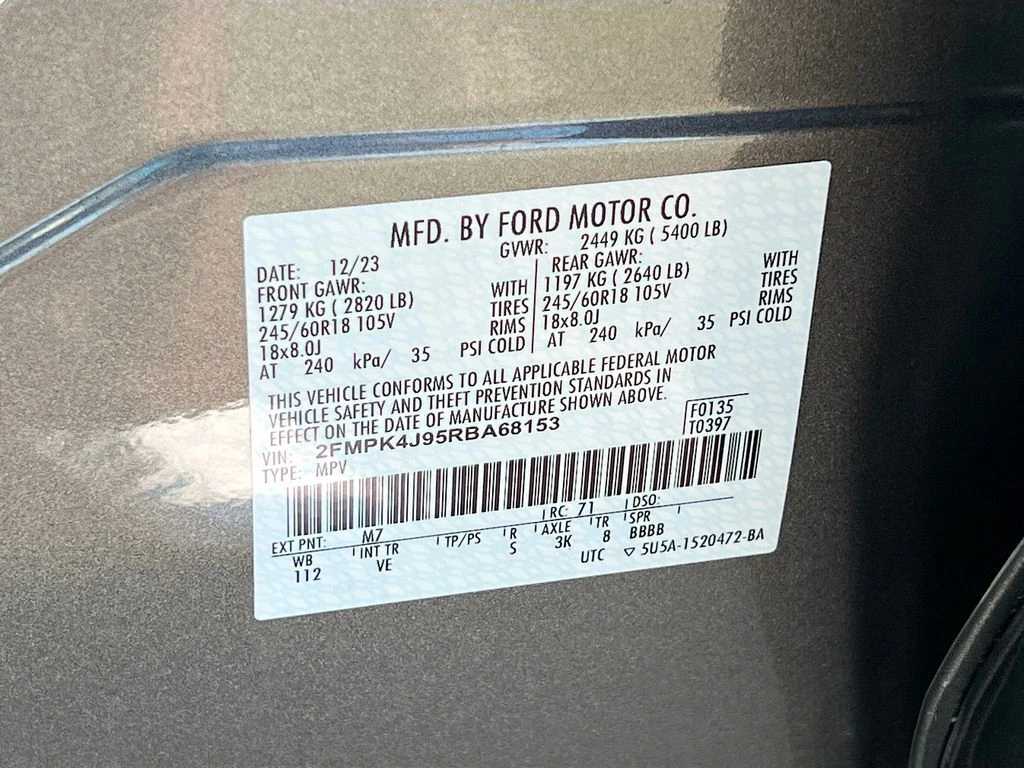 MFD. BY FORD MOTOR CO.
DATE: 12/23 GVWR: 2449 KG ( 5400 LB)
FRONT GAWR: REAR GAWR:
1279 KG ( 2820 LB) WITH 1197 KG ( 2640 LB) WITH
245/60R18 105V TIRES 245/60R18 105V TIRES
18x8.0J RIMS 18x8.0J RIMS
AT 240 kPa/ 35 PSI COLD AT 240 kPa/ 35 PSI COLD
THIS VEHICLE CONFORMS TO ALL APPLICABLE FEDERAL MOTOR
VEHICLE SAFETY AND THEFT PREVENTION STANDARDS IN
EFFECT ON THE DATE OF MANUFACTURE SHOWN ABOVE.
VIN: 2FMPK4J95RBA68153 F0135
TYPE: MPV T0397
EXT PNT: M7 RC: 71 DSO:
WB INT TR TP/PS R AXLE TR SPR
112 VE S 3K 8 BBBB
UTC ▽ 5U5A-1520472-BA